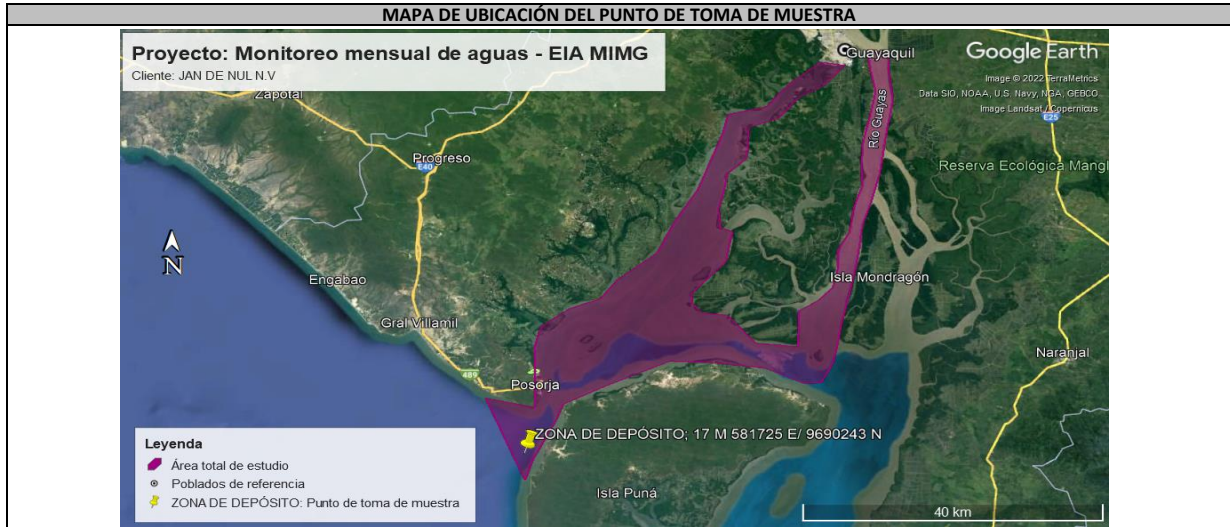 MAPA DE UBICACIÓN DEL PUNTO DE TOMA DE MUESTRA
Proyecto: Monitoreo mensual de aguas - EIA MIMG
Cliente: JAN DE NUL N.V
Guayaquil
Google Earth
Image © 2022 TerraMetrics
Data SIO, NOAA, U.S. Navy, NGA, GEBCO
Image Landsat / Copernicus
Zapotal
E25
Río Guayas
Progreso
E40
Reserva Ecológica Mangl
N
Engabao
Isla Mondragón
Gral Villamil
Naranjal
489
Posorja
ZONA DE DEPÓSITO; 17 M 581725 E/ 9690243 N
Leyenda
Área total de estudio
Poblados de referencia
ZONA DE DEPÓSITO: Punto de toma de muestra
Isla Puná
40 km